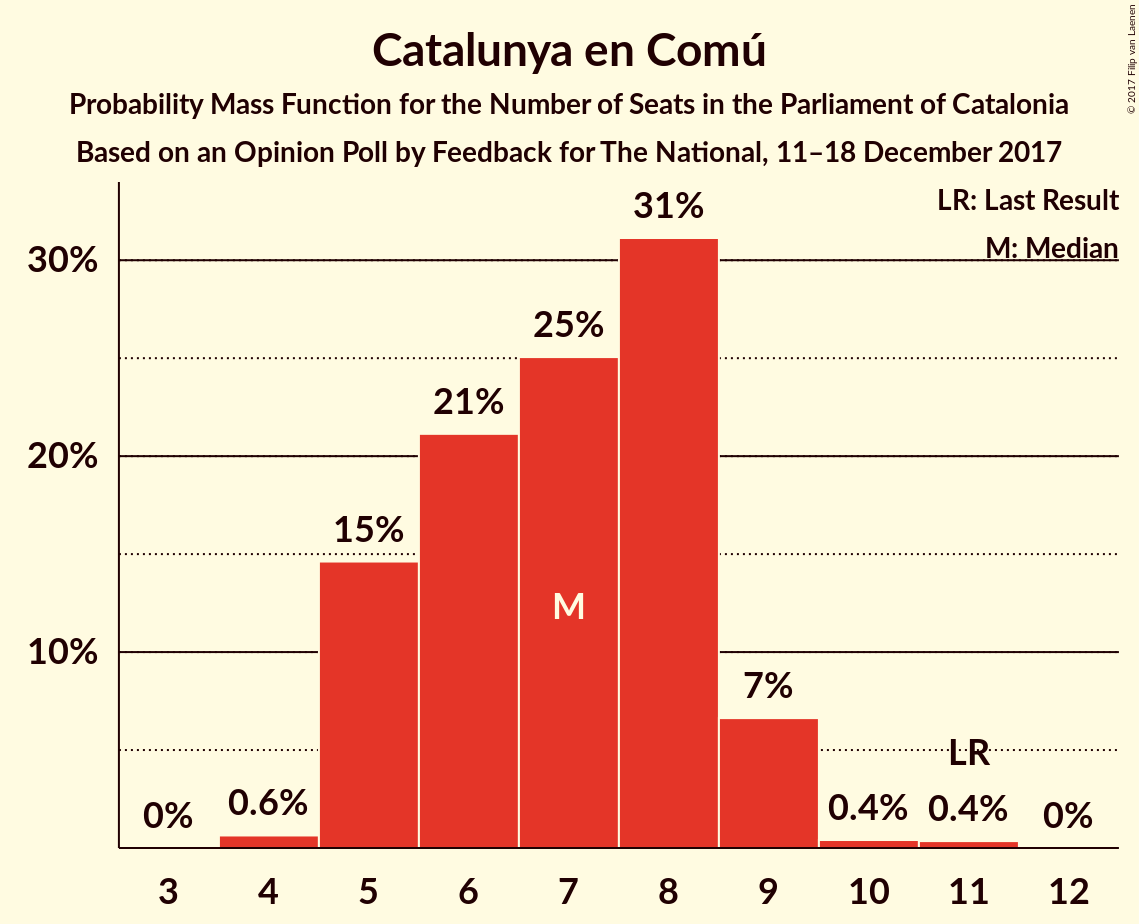 Catalunya en Comú
Probability Mass Function for the Number of Seats in the Parliament of Catalonia
Based on an Opinion Poll by Feedback for The National, 11–18 December 2017
© 2017 Filip van Laenen
LR: Last Result
M: Median
30%
20%
10%
0%
0.6%
15%
21%
25%
31%
7%
0.4%
0.4%
0%
M
LR
3 4 5 6 7 8 9 10 11 12